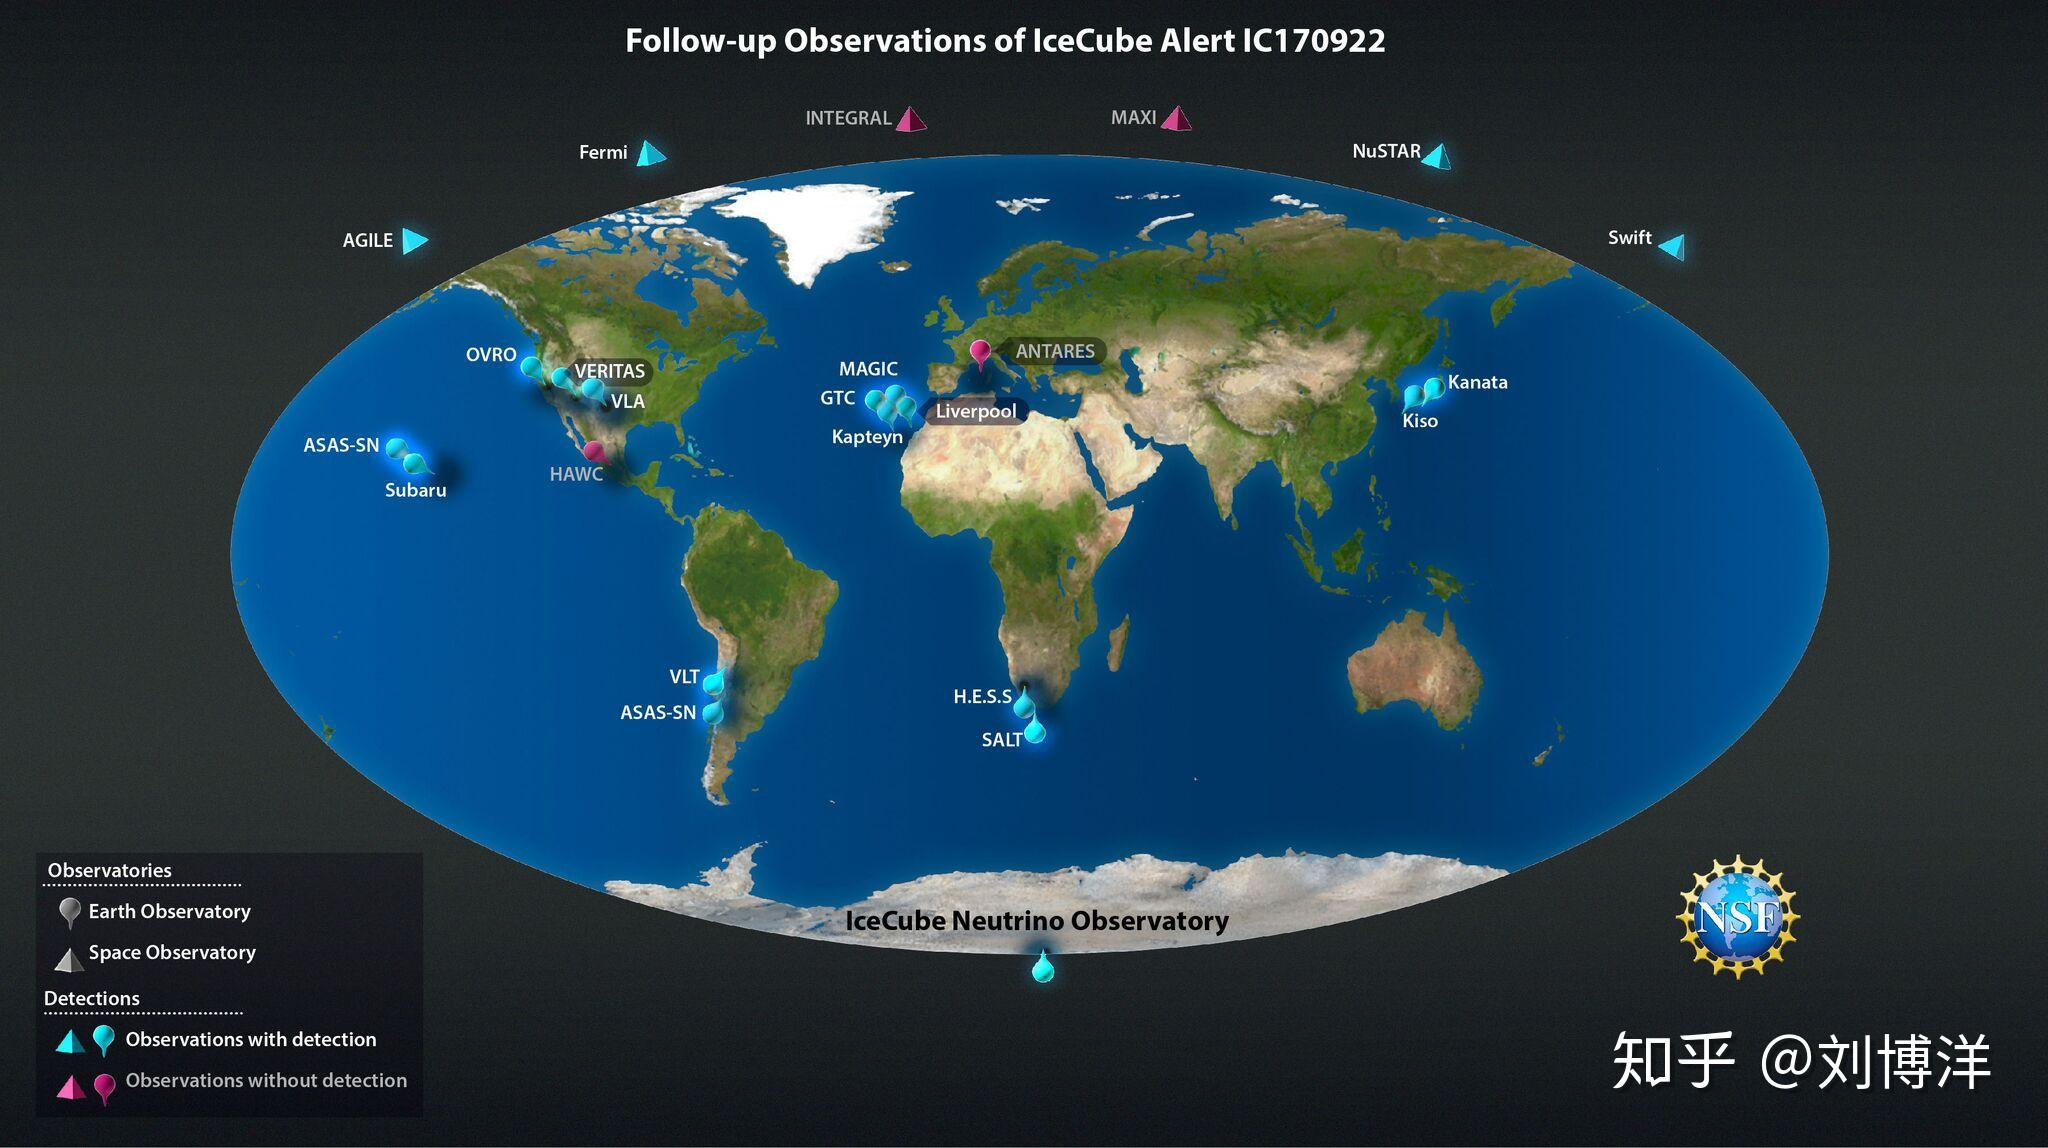 Follow-up Observations of IceCube Alert IC170922
INTEGRAL
MAXI
Fermi
NuSTAR
AGILE
Swift
OVRO
VERITAS
VLA
MAGIC
ANTARES
GTC
Liverpool
Kapteyn
Kanata
Kiso
ASAS-SN
Subaru
HAWC
VLT
ASAS-SN
H.E.S.S
SALT
IceCube Neutrino Observatory
Observatories
Earth Observatory
Space Observatory
Detections
Observations with detection
Observations without detection
NSF
知乎 @刘博洋